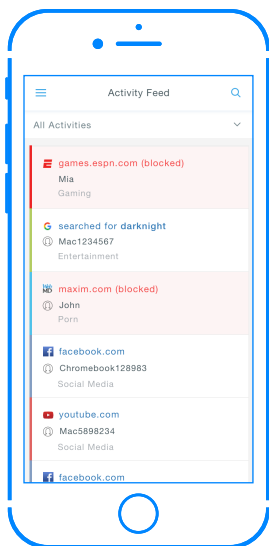 Activity Feed
All Activities
games.espn.com (blocked)
Mia
Gaming
searched for darknight
Mac1234567
Entertainment
maxim.com (blocked)
John
Porn
facebook.com
Chromebook128983
Social Media
youtube.com
Mac5898234
Social Media
facebook.com